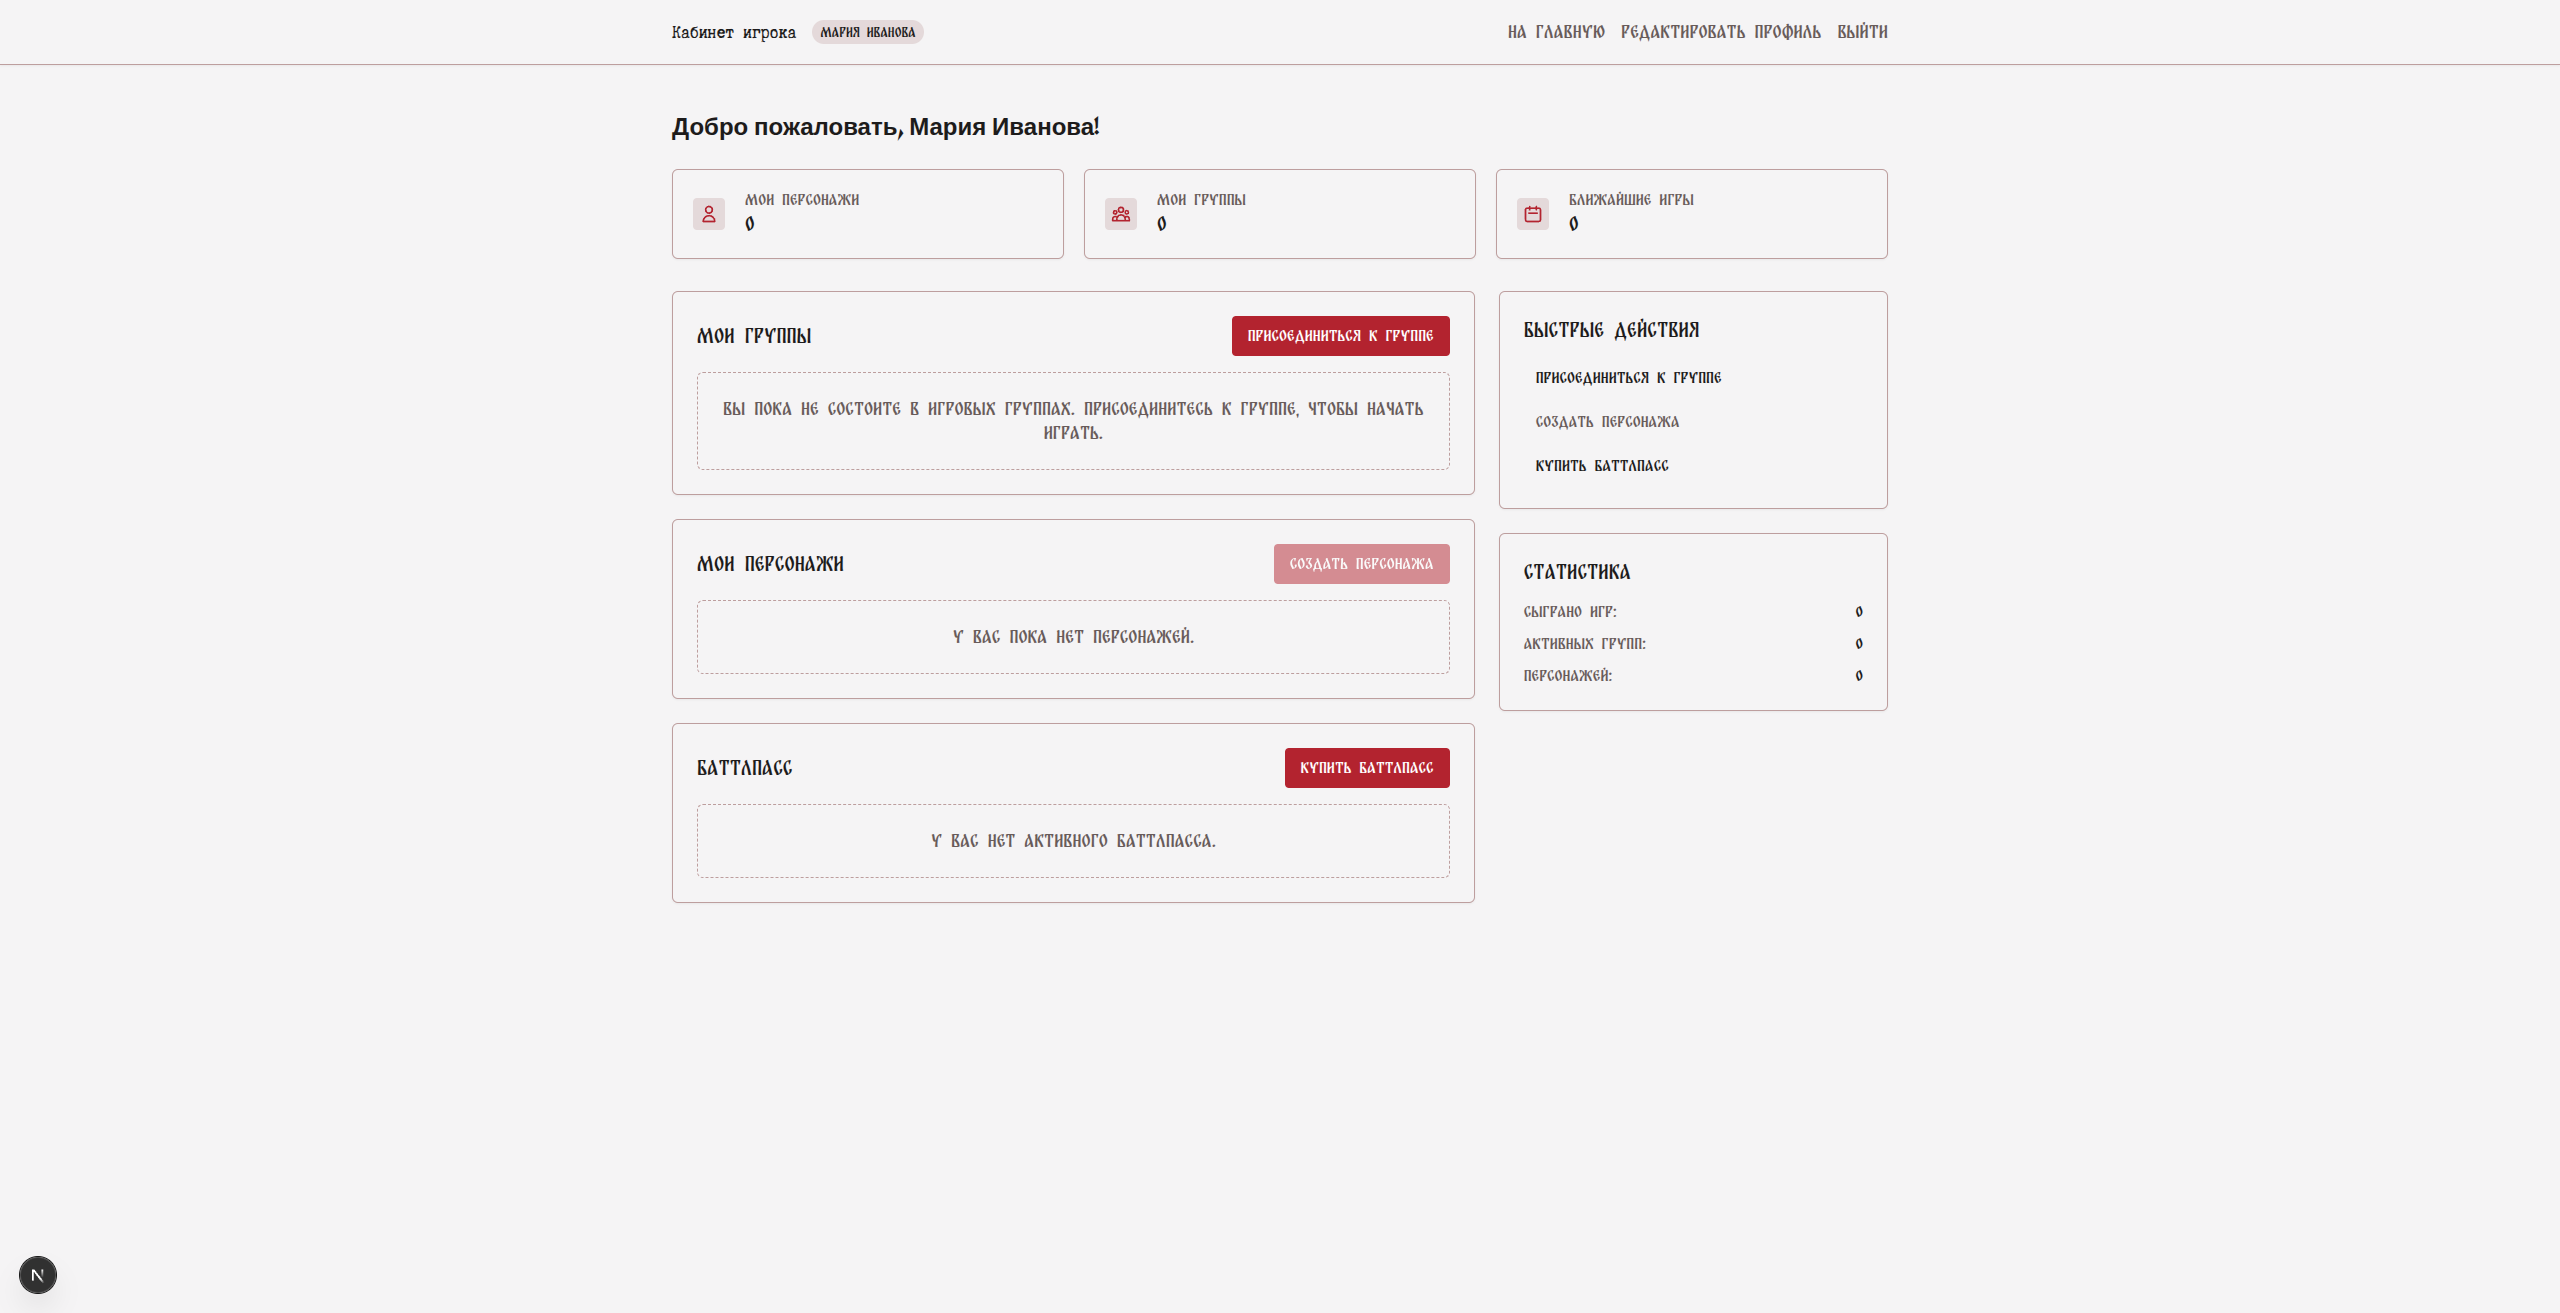 Кабинет игрока МАРИЯ ИВАНОВА НА ГЛАВНУЮ РЕДАКТИРОВАТЬ ПРОФИЛЬ ВЫЙТИ
Добро пожаловать, Мария Иванова!
МОИ ПЕРСОНАЖИ
0
МОИ ГРУППЫ
0
БЛИЖАЙШИЕ ИГРЫ
0
МОИ ГРУППЫ
ПРИСОЕДИНИТЬСЯ К ГРУППЕ
ВЫ ПОКА НЕ СОСТОИТЕ В ИГРОВЫХ ГРУППАХ. ПРИСОЕДИНИТЕСЬ К ГРУППЕ, ЧТОБЫ НАЧАТЬ
ИГРАТЬ.
МОИ ПЕРСОНАЖИ
СОЗДАТЬ ПЕРСОНАЖА
У ВАС ПОКА НЕТ ПЕРСОНАЖЕЙ.
БАТТЛПАСС
КУПИТЬ БАТТЛПАСС
У ВАС НЕТ АКТИВНОГО БАТТЛПАССА.
БЫСТРЫЕ ДЕЙСТВИЯ
ПРИСОЕДИНИТЬСЯ К ГРУППЕ
СОЗДАТЬ ПЕРСОНАЖА
КУПИТЬ БАТТЛПАСС
СТАТИСТИКА
СЫГРАНО ИГР: 0
АКТИВНЫХ ГРУПП: 0
ПЕРСОНАЖЕЙ: 0
N